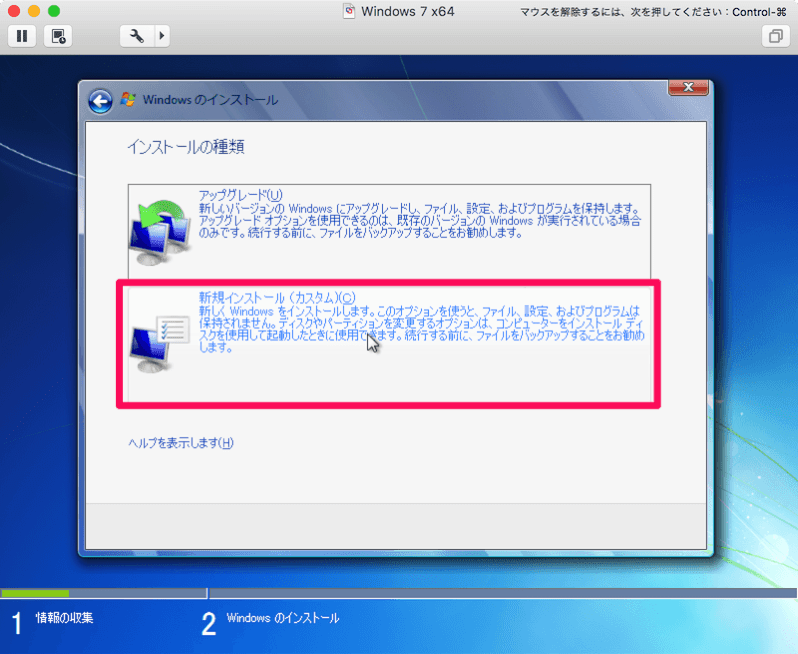 Windows 7 x64
マウスを解除するには、次を押してください：Control-⌘
Windows のインストール
インストールの種類
アップグレード(U)
新しいバージョンの Windows にアップグレードし、ファイル、設定、およびプログラムを保持します。
アップグレード オプションを使用できるのは、既存のバージョンの Windows が実行されている場合
のみです。続行する前に、ファイルをバックアップすることをお勧めします。
新規インストール (カスタム)(C)
新しく Windows をインストールします。このオプションを使うと、ファイル、設定、およびプログラムは
保持されません。ディスクやパーティションを変更するオプションは、コンピューターをインストール ディ
スクを使用して起動したときに使用できます。続行する前に、ファイルをバックアップすることをお勧め
します。
ヘルプを表示します(H)
1 情報の収集
2 Windows のインストール